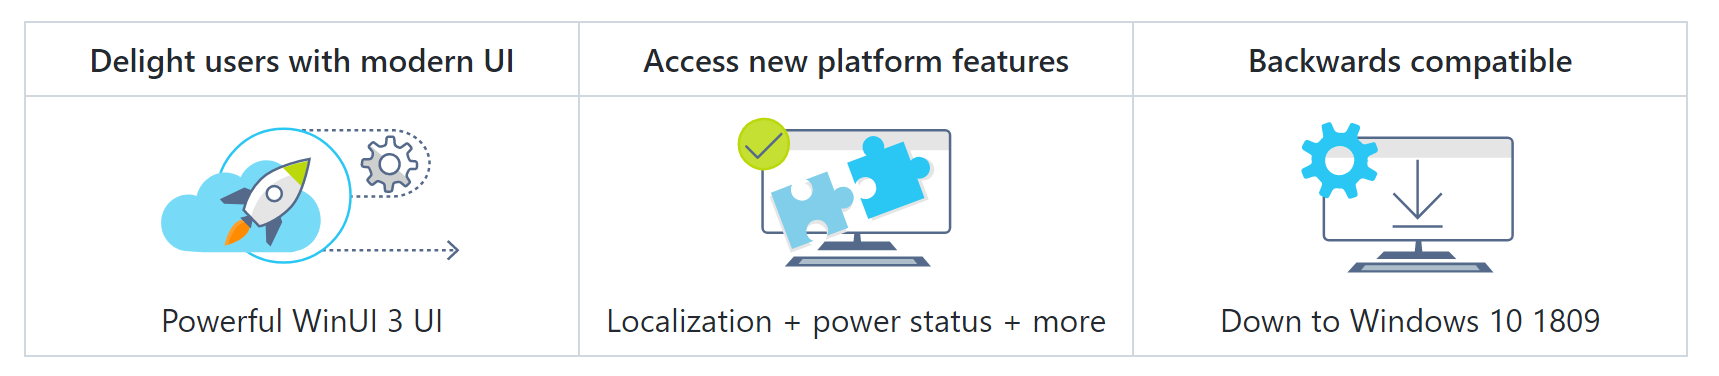 Delight users with modern UI
Access new platform features
Backwards compatible
Powerful WinUI 3 UI
Localization + power status + more
Down to Windows 10 1809